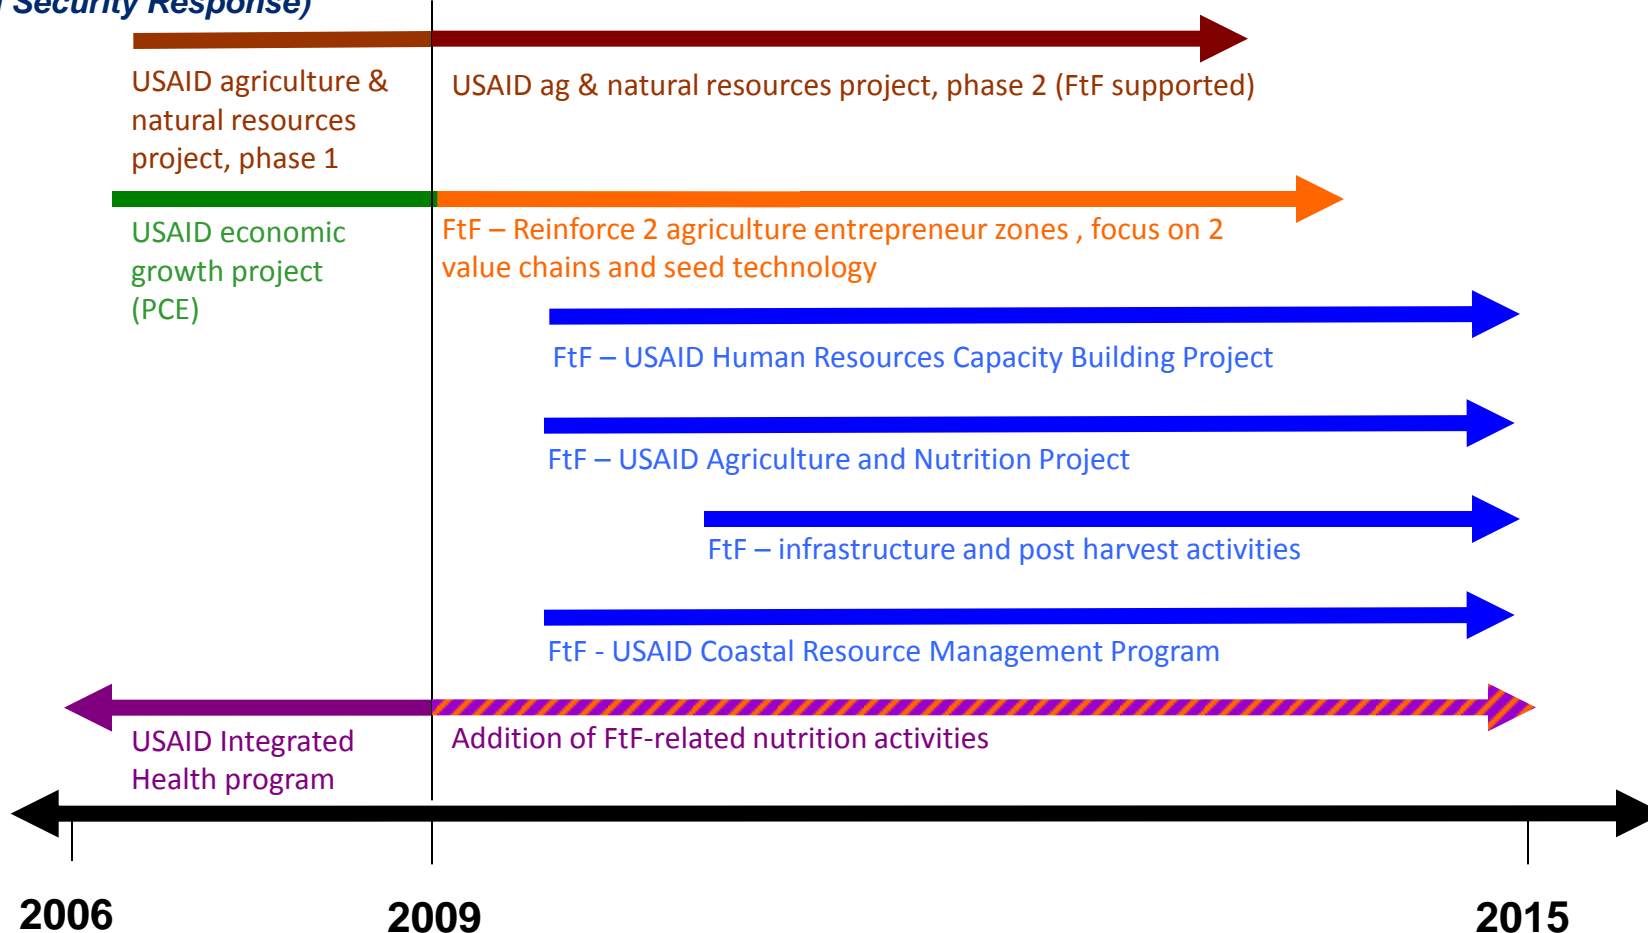 Security Response)
USAID agriculture &
natural resources
project, phase 1
USAID ag & natural resources project, phase 2 (FtF supported)
USAID economic
growth project
(PCE)
FtF – Reinforce 2 agriculture entrepreneur zones , focus on 2
value chains and seed technology
FtF – USAID Human Resources Capacity Building Project
FtF – USAID Agriculture and Nutrition Project
FtF – infrastructure and post harvest activities
FtF - USAID Coastal Resource Management Program
USAID Integrated
Health program
Addition of FtF-related nutrition activities
2006
2009
2015